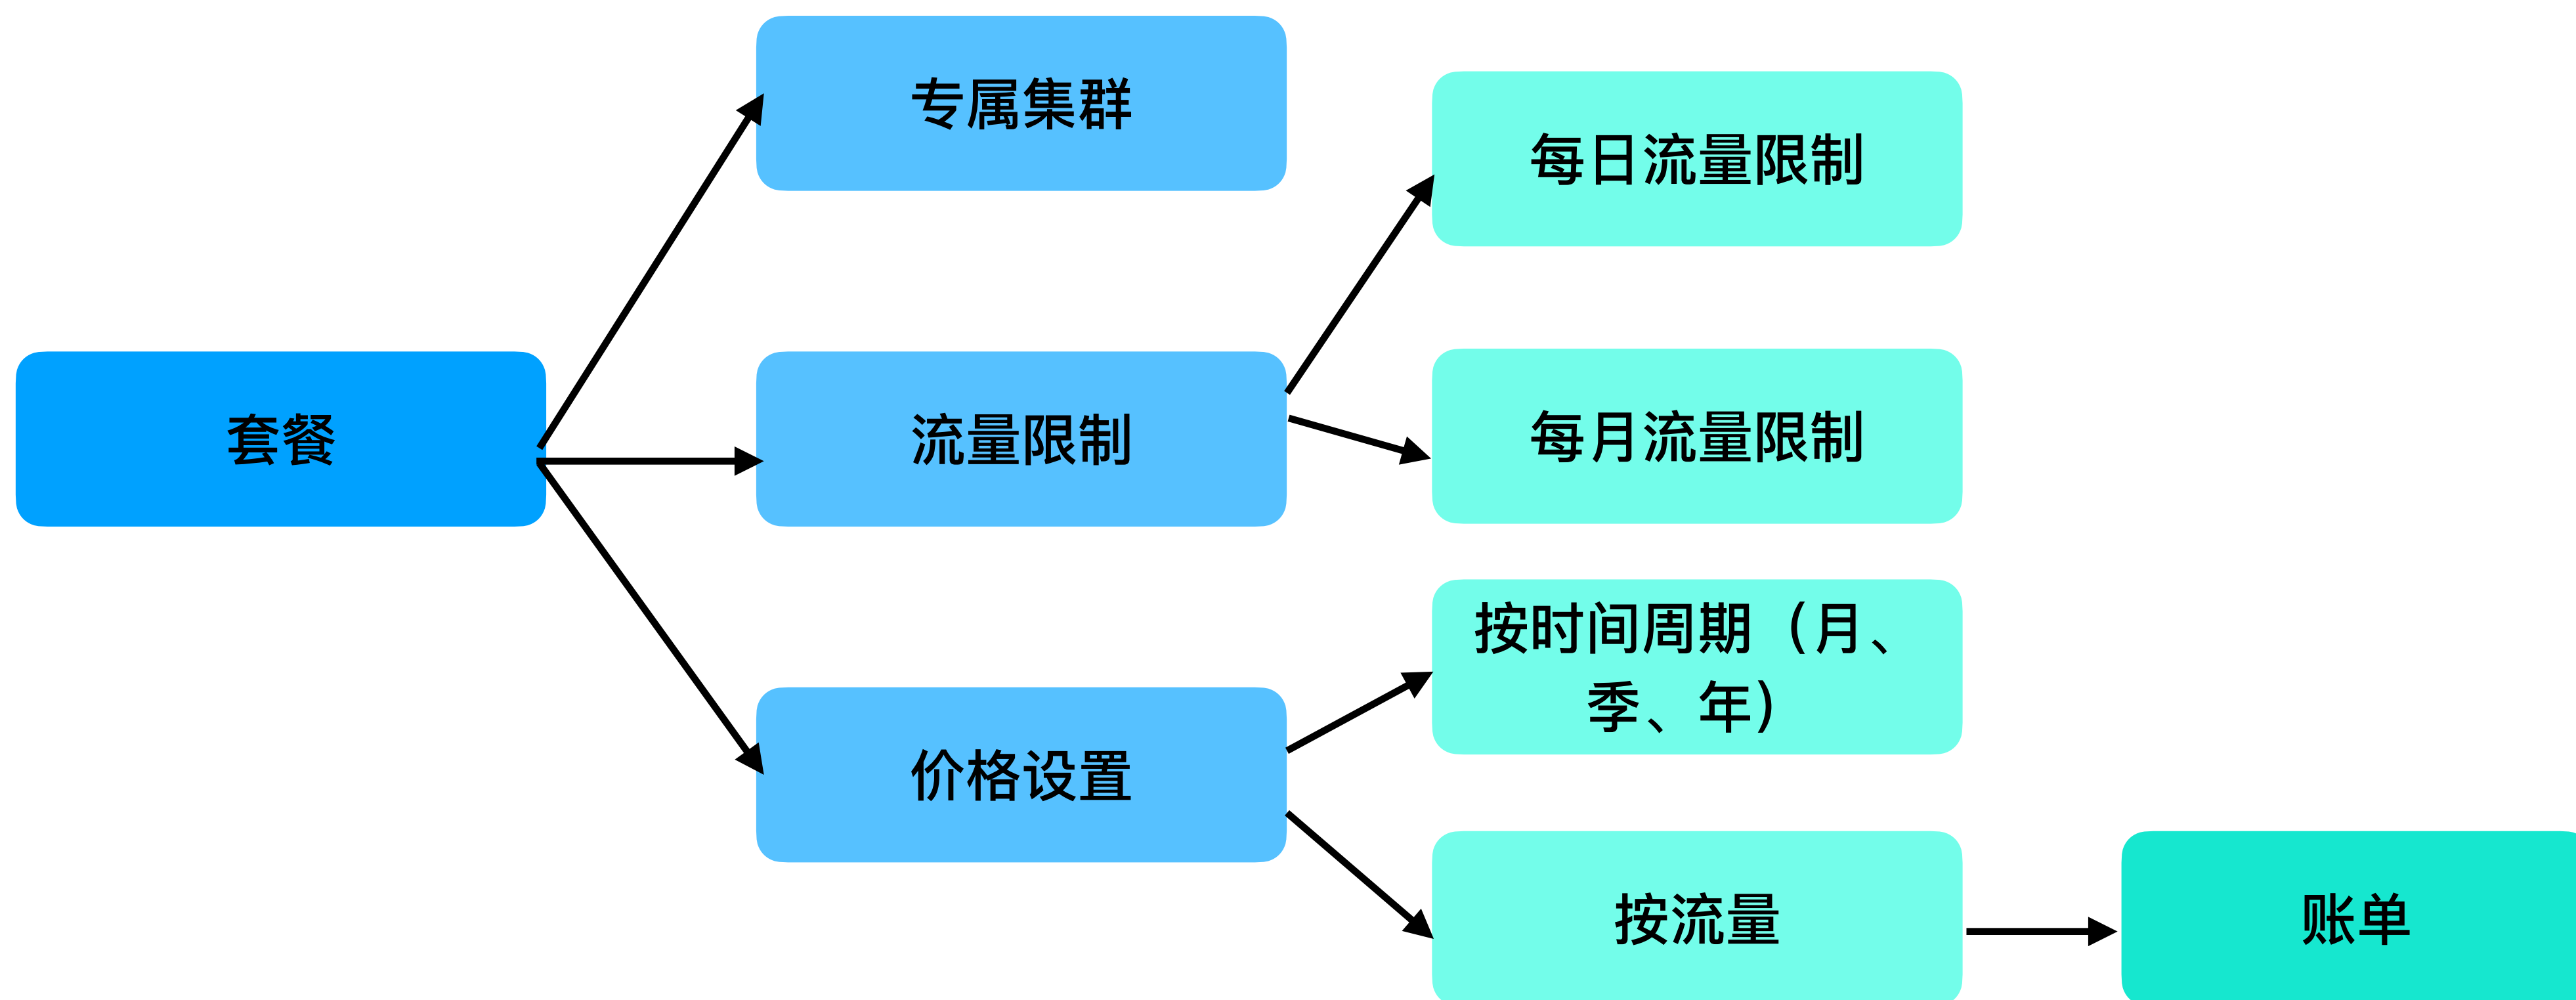 套餐
专属集群
流量限制
价格设置
每日流量限制
每月流量限制
按时间周期（月、
季、年）
按流量
账单